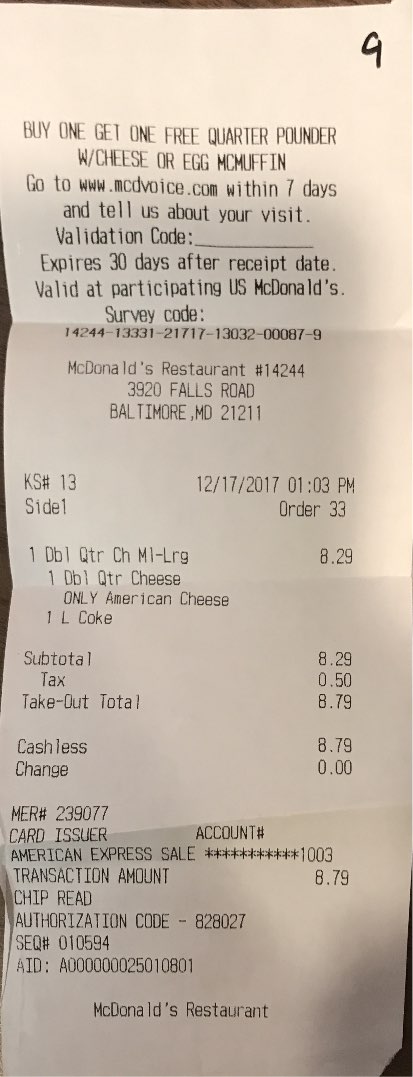 9
BUY ONE GET ONE FREE QUARTER POUNDER
W/CHEESE OR EGG MCMUFFIN
Go to www.mcdvoice.com within 7 days
and tell us about your visit.
Validation Code:____________
Expires 30 days after receipt date.
Valid at participating US McDonald's.
Survey code:
14244-13331-21717-13032-00087-9
McDonald's Restaurant #14244
3920 FALLS ROAD
BALTIMORE,MD 21211
KS# 13 12/17/2017 01:03 PM
Side1 Order 33
1 Dbl Qtr Ch Ml-Lrg 8.29
1 Dbl Qtr Cheese
ONLY American Cheese
1 L Coke
Subtotal 8.29
Tax 0.50
Take-Out Total 8.79
Cashless 8.79
Change 0.00
MER# 239077
CARD ISSUER ACCOUNT#
AMERICAN EXPRESS SALE ***********1003
TRANSACTION AMOUNT 8.79
CHIP READ
AUTHORIZATION CODE - 828027
SEQ# 010594
AID: A000000025010801
McDonald's Restaurant